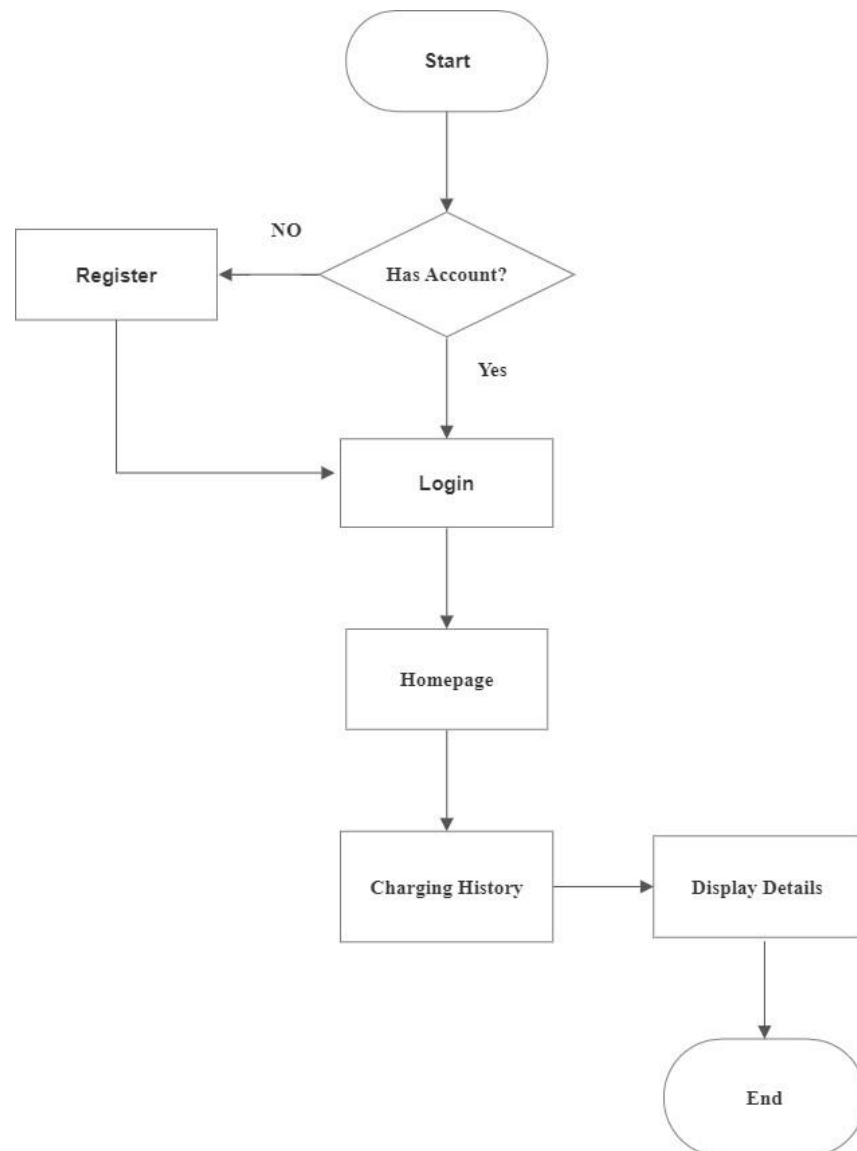 Start
NO
Register
Has Account?
Yes
Login
Homepage
Charging History
Display Details
End